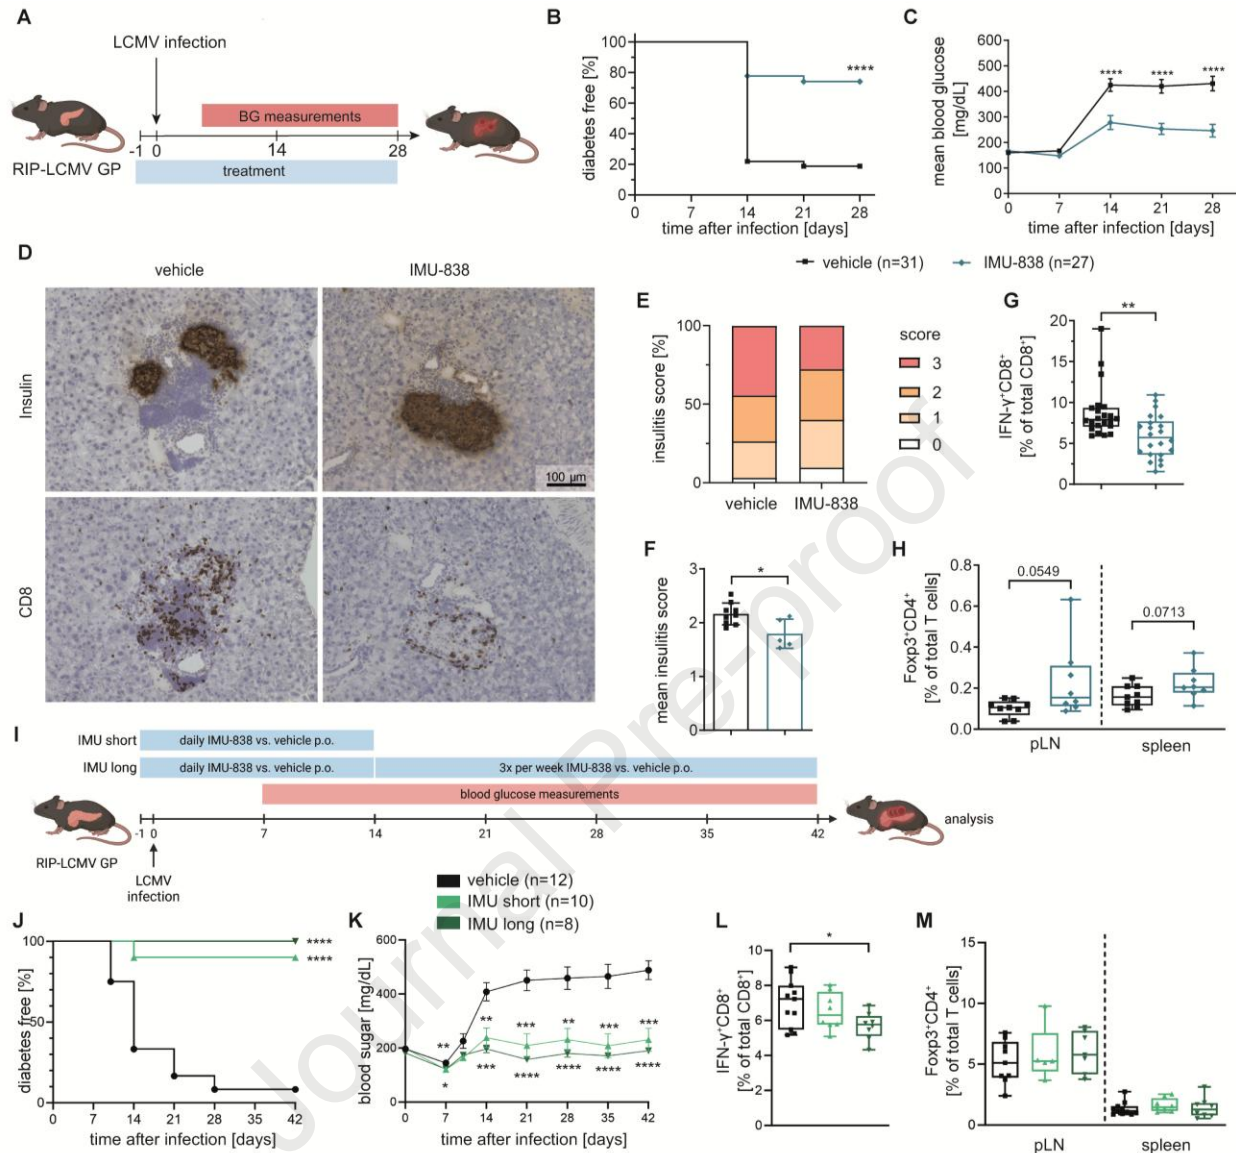 A
LCMV infection
BG measurements
-1 0 14 28
RIP-LCMV GP
treatment
B
diabetes free [%]
100
80
60
40
20
0
0 7 14 21 28
time after infection [days]
****
C
mean blood glucose
[mg/dL]
600
500
400
300
200
100
0
**** **** ****
0 7 14 21 28
time after infection [days]
vehicle (n=31) IMU-838 (n=27)
D
vehicle IMU-838
Insulin
100 µm
CD8
E
insulitis score [%]
100
50
0
vehicle IMU-838
score
3
2
1
0
F
mean insulitis score
3
2
1
0
*
G
IFN-γ⁺CD8⁺
[% of total CD8⁺]
20
15
10
5
0
**
H
Foxp3⁺CD4⁺
[% of total T cells]
0.8
0.6
0.4
0.2
0.0
0.0549
0.0713
pLN spleen
I
IMU short daily IMU-838 vs. vehicle p.o.
IMU long daily IMU-838 vs. vehicle p.o. 3x per week IMU-838 vs. vehicle p.o.
blood glucose measurements
-1 0 7 14 21 28 35 42
analysis
RIP-LCMV GP
LCMV
infection
vehicle (n=12)
IMU short (n=10)
IMU long (n=8)
J
diabetes free [%]
100
50
0
****
****
0 7 14 21 28 35 42
time after infection [days]
K
blood sugar [mg/dL]
600
400
200
0
** ** *** ** *** ***
* *** **** **** **** ****
0 7 14 21 28 35 42
time after infection [days]
L
IFN-γ⁺CD8⁺
[% of total CD8⁺]
10
8
6
4
2
0
*
M
Foxp3⁺CD4⁺
[% of total T cells]
15
10
5
0
pLN spleen
Journal Pre-proof